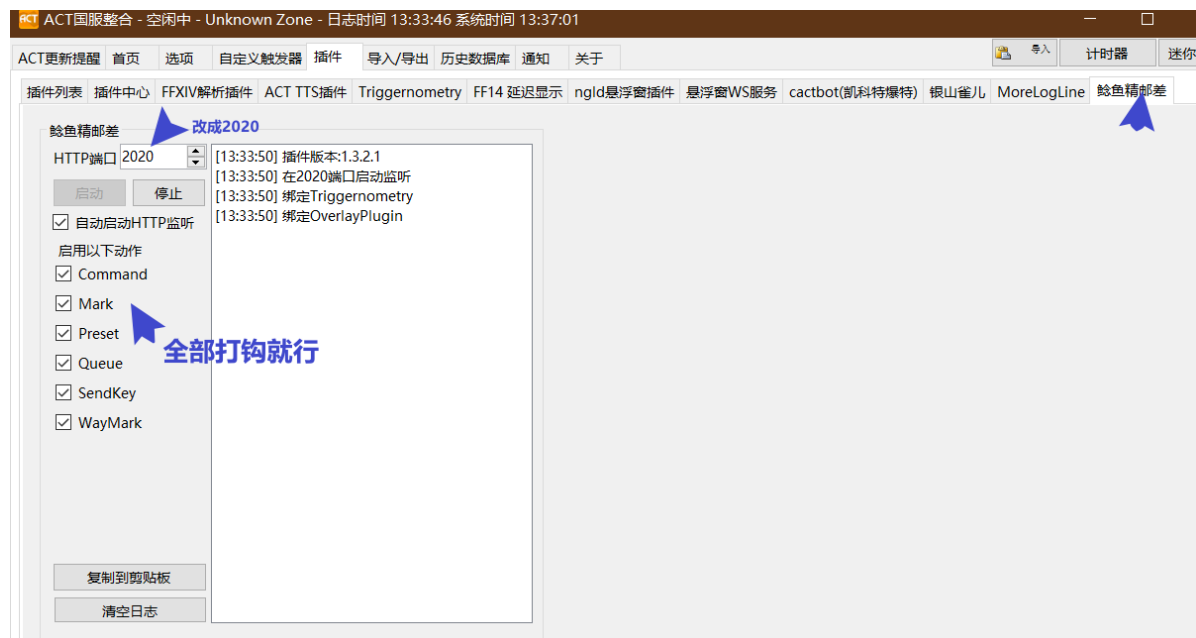 ACT ACT国服整合 - 空闲中 - Unknown Zone - 日志时间 13:33:46 系统时间 13:37:01
ACT更新提醒 首页 选项 自定义触发器 插件 导入/导出 历史数据库 通知 关于 导入 计时器 迷你
插件列表 插件中心 FFXIV解析插件 ACT TTS插件 Triggernometry FF14 延迟显示 ngld悬浮窗插件 悬浮窗WS服务 cactbot(凯科特爆特) 银山雀儿 MoreLogLine 鲶鱼精邮差
鲶鱼精邮差
改成2020
HTTP端口 2020
启动 停止
自动启动HTTP监听
启用以下动作
Command
Mark
Preset
Queue
SendKey
WayMark
全部打钩就行
[13:33:50] 插件版本:1.3.2.1
[13:33:50] 在2020端口启动监听
[13:33:50] 绑定Triggernometry
[13:33:50] 绑定OverlayPlugin
复制到剪贴板
清空日志